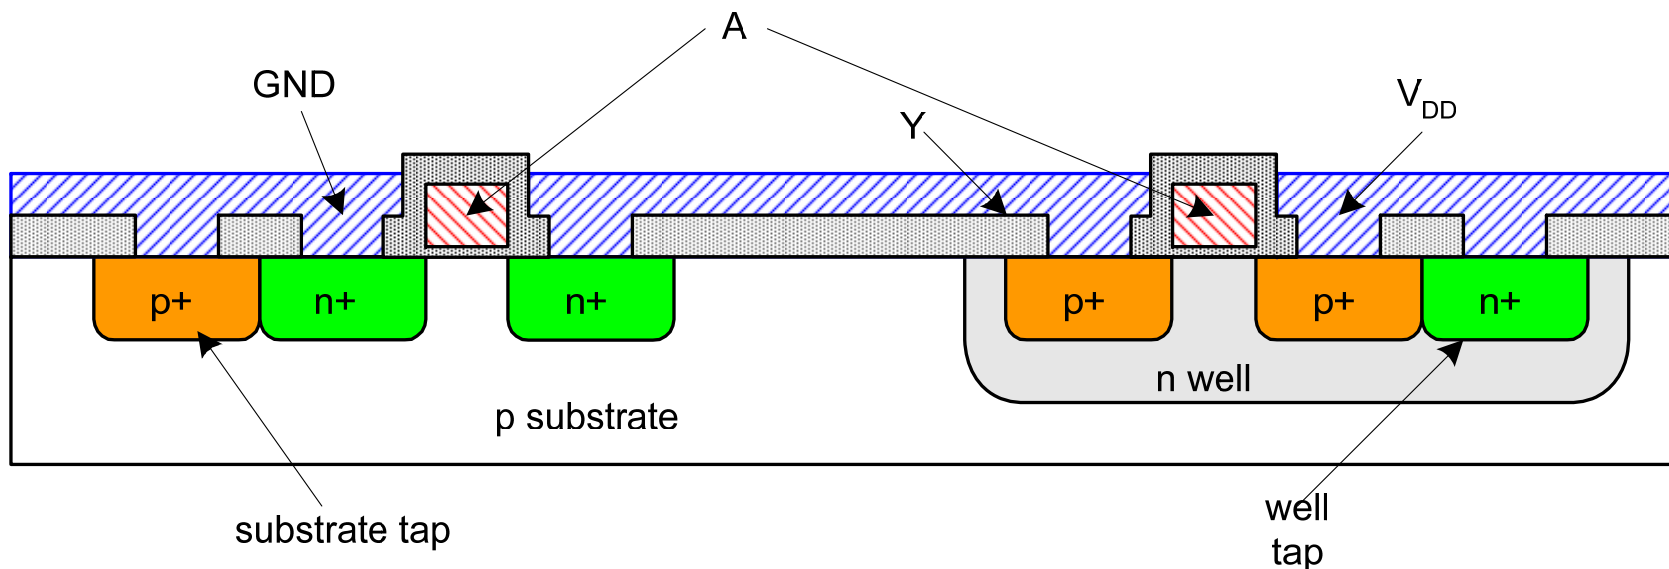 A
GND
Y
VDD
p+
n+
n+
p+
p+
n+
n well
p substrate
substrate tap
well
tap